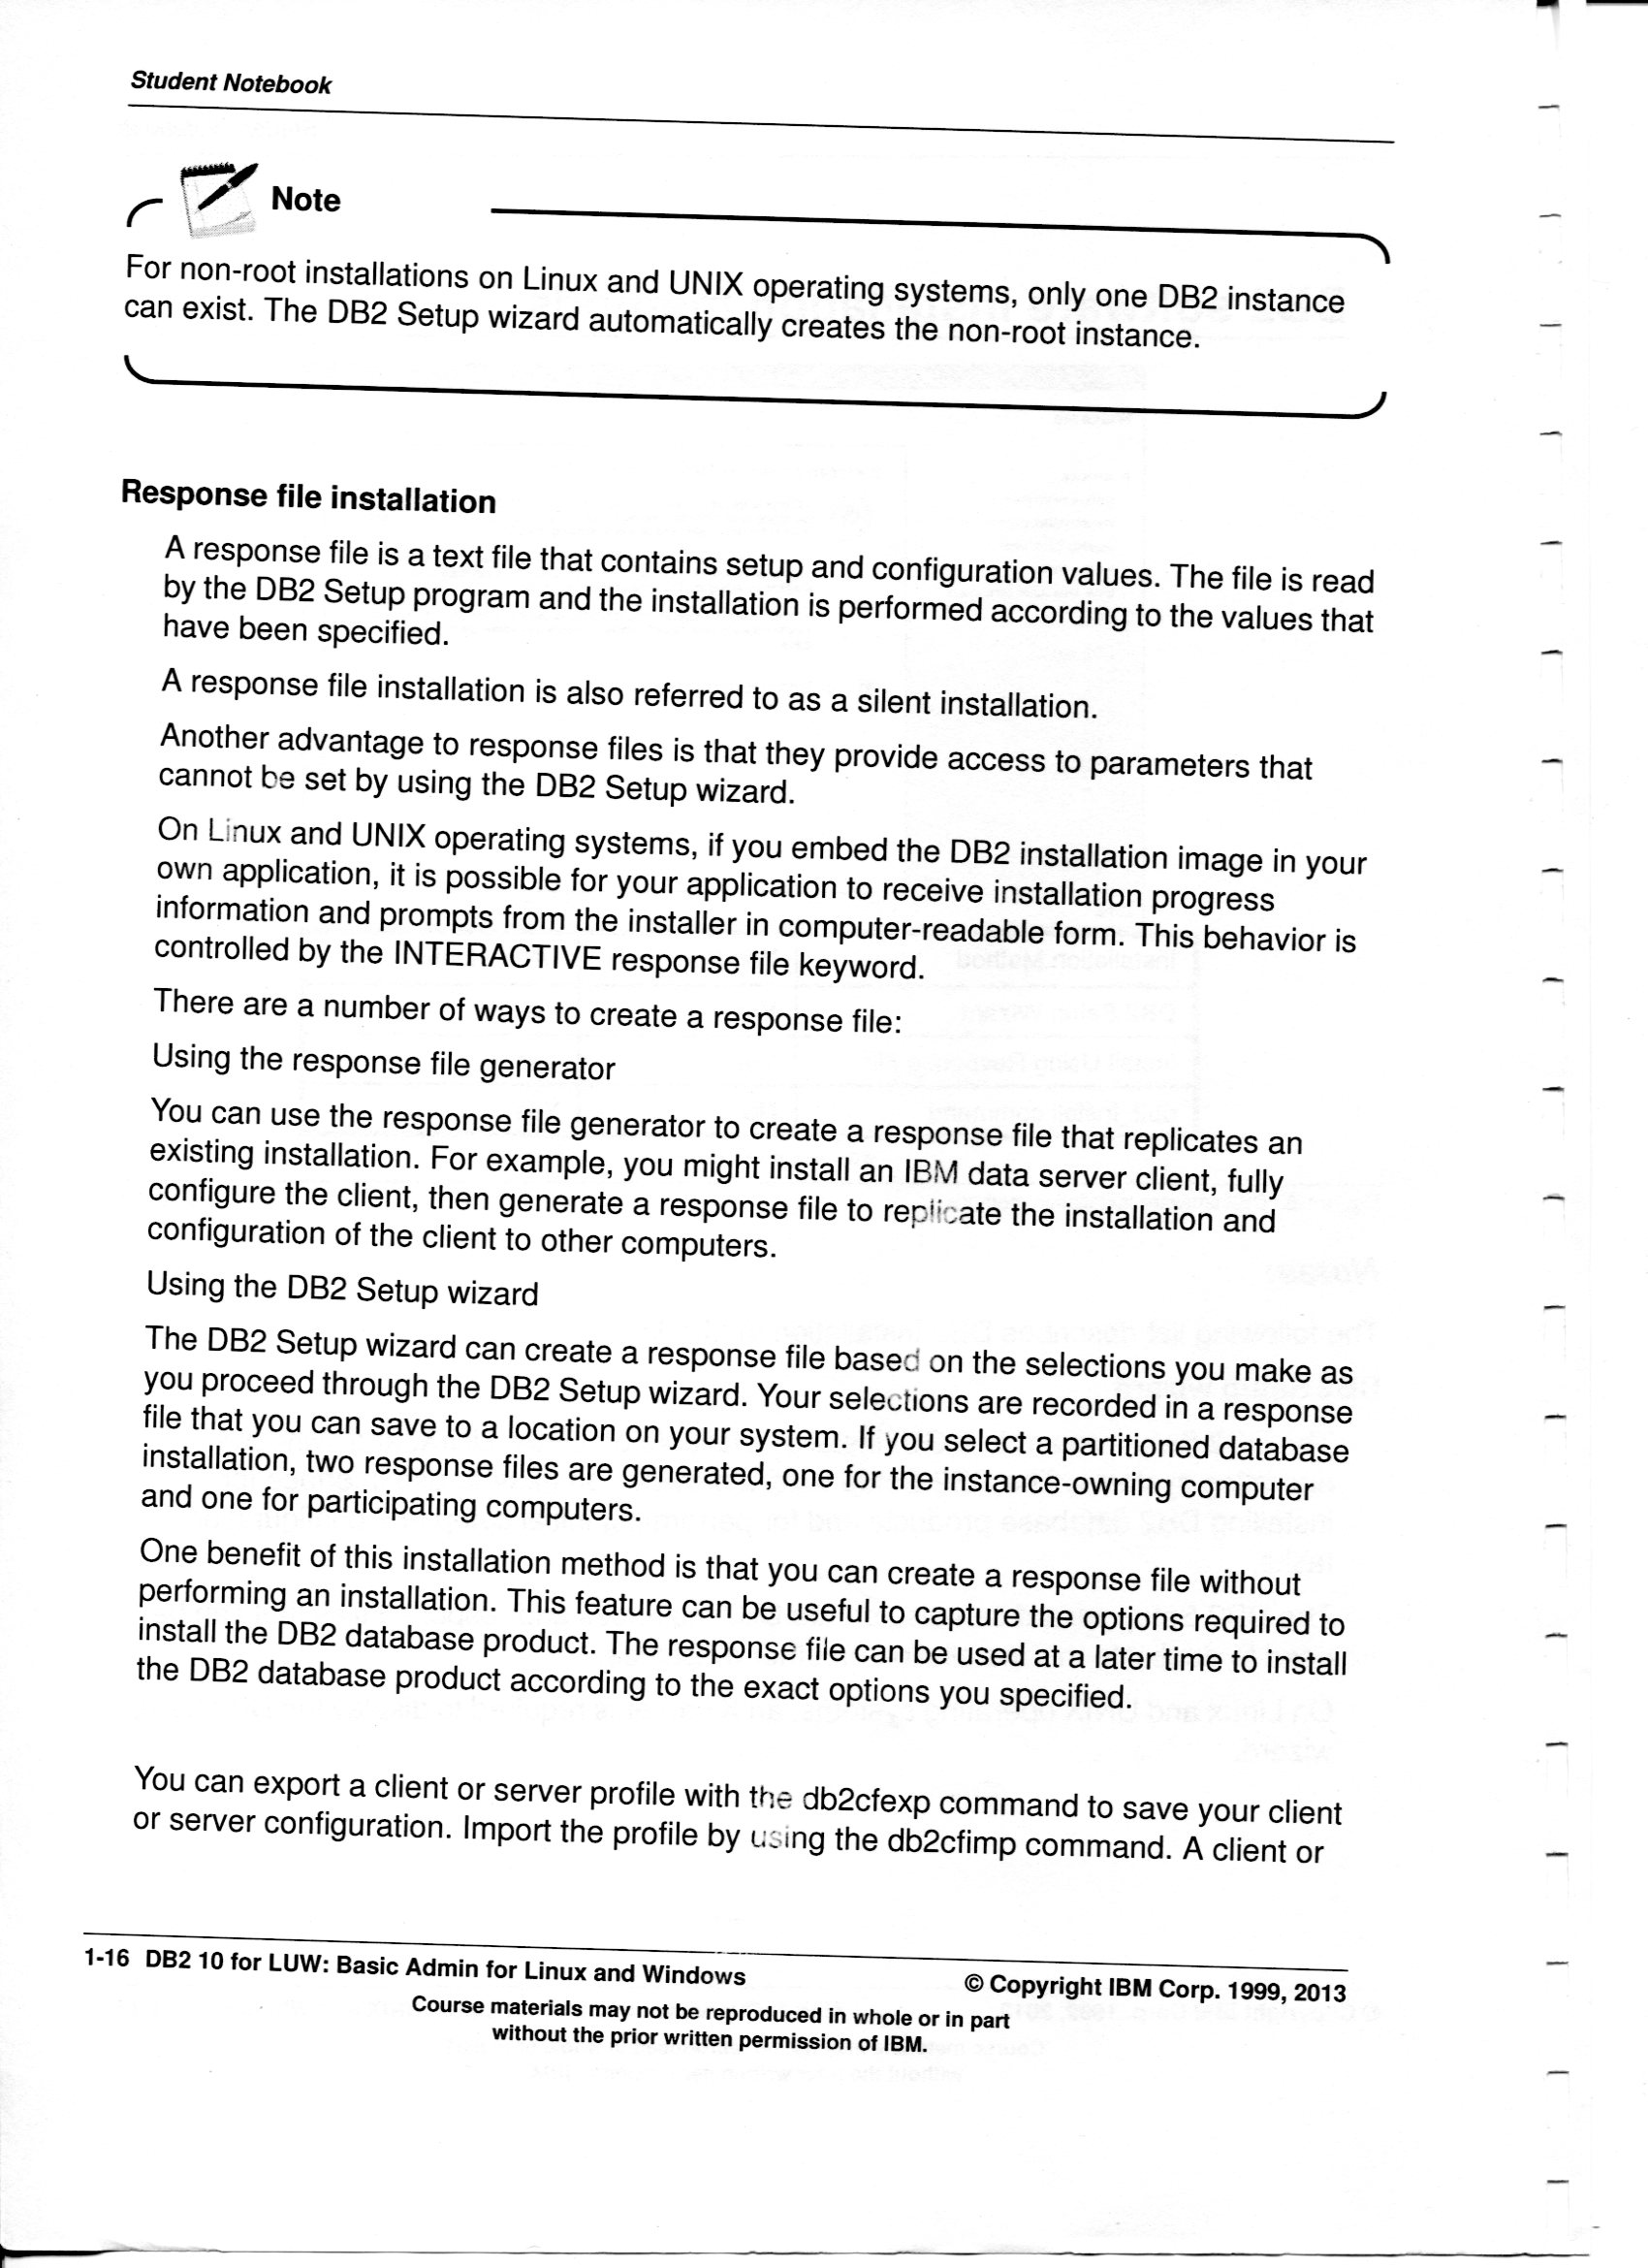 Student Notebook
Note
For non-root installations on Linux and UNIX operating systems, only one DB2 instance
can exist. The DB2 Setup wizard automatically creates the non-root instance.
Response file installation
A response file is a text file that contains setup and configuration values. The file is read
by the DB2 Setup program and the installation is performed according to the values that
have been specified.
A response file installation is also referred to as a silent installation.
Another advantage to response files is that they provide access to parameters that
cannot be set by using the DB2 Setup wizard.
On Linux and UNIX operating systems, if you embed the DB2 installation image in your
own application, it is possible for your application to receive installation progress
information and prompts from the installer in computer-readable form. This behavior is
controlled by the INTERACTIVE response file keyword.
There are a number of ways to create a response file:
Using the response file generator
You can use the response file generator to create a response file that replicates an
existing installation. For example, you might install an IBM data server client, fully
configure the client, then generate a response file to replicate the installation and
configuration of the client to other computers.
Using the DB2 Setup wizard
The DB2 Setup wizard can create a response file based on the selections you make as
you proceed through the DB2 Setup wizard. Your selections are recorded in a response
file that you can save to a location on your system. If you select a partitioned database
installation, two response files are generated, one for the instance-owning computer
and one for participating computers.
One benefit of this installation method is that you can create a response file without
performing an installation. This feature can be useful to capture the options required to
install the DB2 database product. The response file can be used at a later time to install
the DB2 database product according to the exact options you specified.
You can export a client or server profile with the db2cfexp command to save your client
or server configuration. Import the profile by using the db2cfimp command. A client or
1-16 DB2 10 for LUW: Basic Admin for Linux and Windows
© Copyright IBM Corp. 1999, 2013
Course materials may not be reproduced in whole or in part
without the prior written permission of IBM.